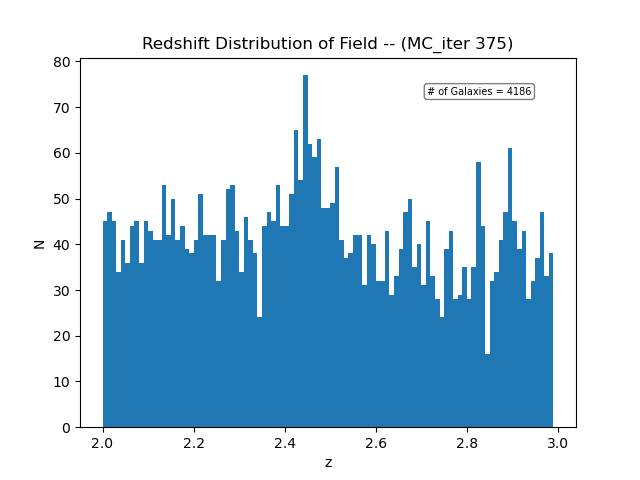 Redshift Distribution of Field -- (MC_iter 375)
# of Galaxies = 4186
80
70
60
50
40
30
20
10
0
N
2.0 2.2 2.4 2.6 2.8 3.0
z